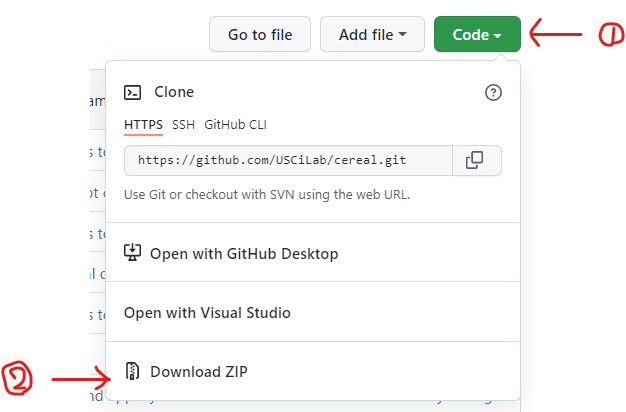 Go to file Add file Code ①
Clone
HTTPS SSH GitHub CLI
https://github.com/USCiLab/cereal.git
Use Git or checkout with SVN using the web URL.
Open with GitHub Desktop
Open with Visual Studio
② Download ZIP